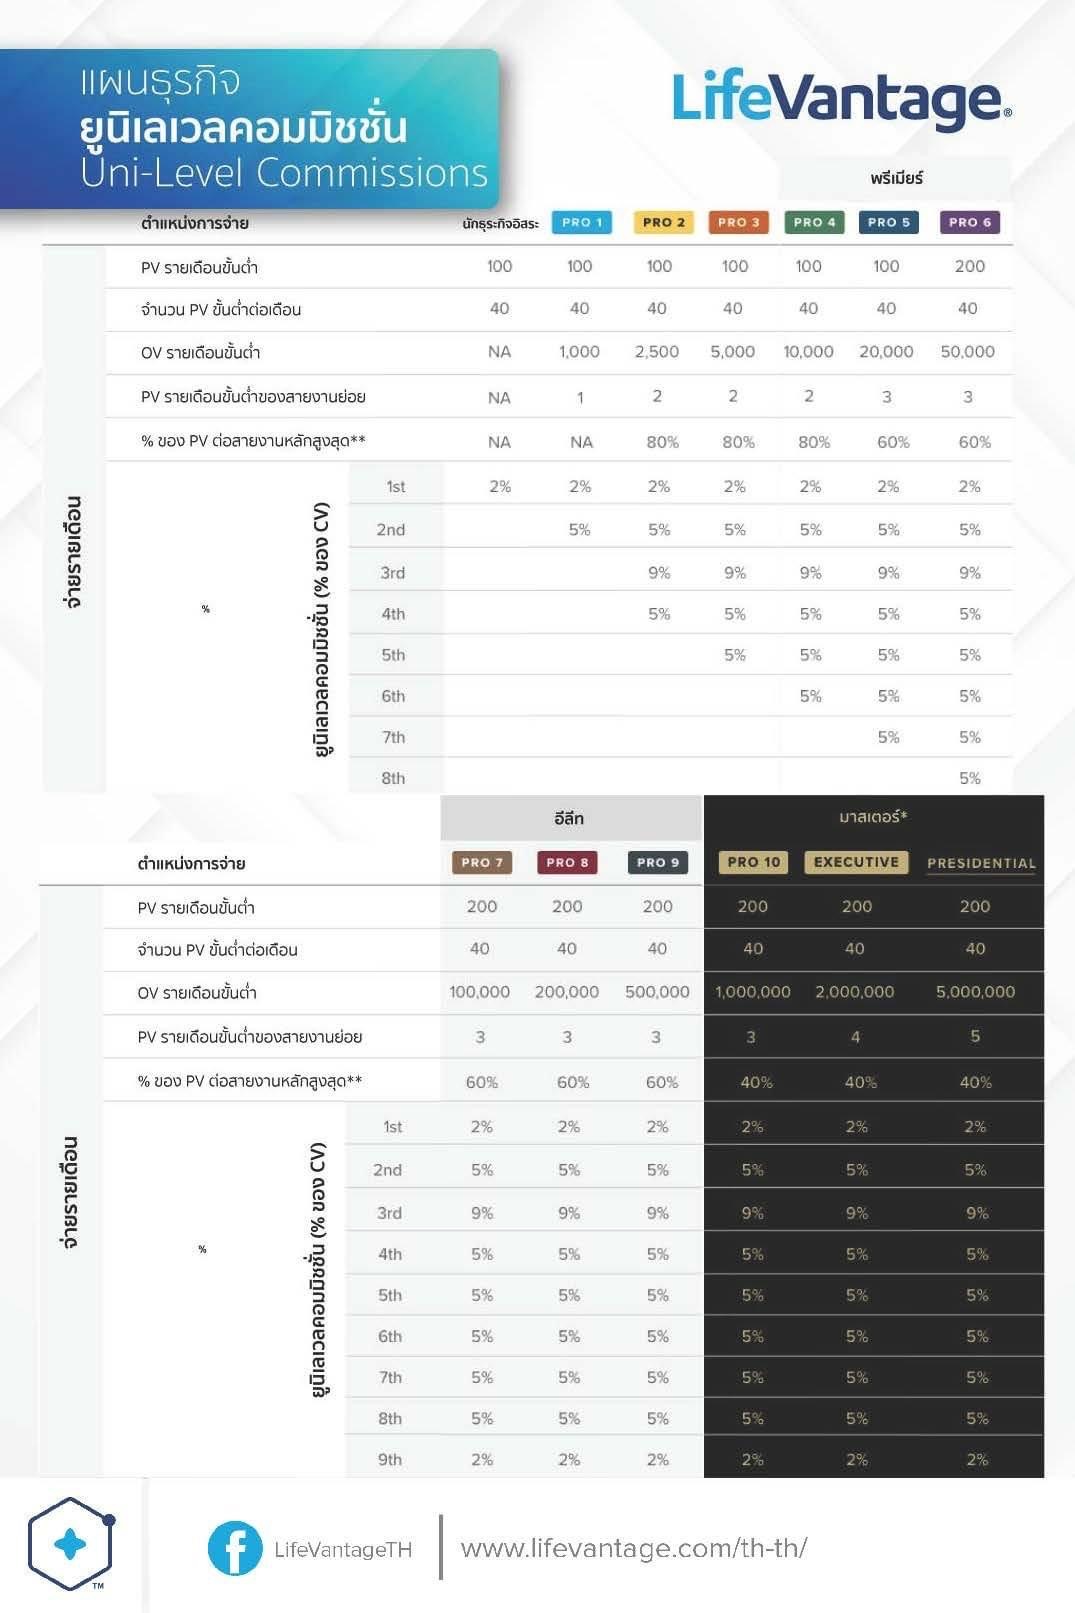 แผนธุรกิจ
ยูนิเลเวลคอมมิชชั่น
Uni-Level Commissions
LifeVantage®
พรีเมียร์
ตำแหน่งการจ่าย นักธุระกิจอิสระ PRO 1 PRO 2 PRO 3 PRO 4 PRO 5 PRO 6
PV รายเดือนขั้นต่ำ 100 100 100 100 100 100 200
จำนวน PV ขั้นต่ำต่อเดือน 40 40 40 40 40 40 40
OV รายเดือนขั้นต่ำ NA 1,000 2,500 5,000 10,000 20,000 50,000
PV รายเดือนขั้นต่ำของสายงานย่อย NA 1 2 2 2 3 3
% ของ PV ต่อสายงานหลักสูงสุด** NA NA 80% 80% 80% 60% 60%
จ่ายรายเดือน
%
ยูนิเลเวลคอมมิชชั่น (% ของ CV)
1st 2% 2% 2% 2% 2% 2% 2%
2nd 5% 5% 5% 5% 5% 5%
3rd 9% 9% 9% 9% 9%
4th 5% 5% 5% 5% 5%
5th 5% 5% 5% 5%
6th 5% 5% 5%
7th 5% 5%
8th 5%
อีลีท มาสเตอร์*
ตำแหน่งการจ่าย PRO 7 PRO 8 PRO 9 PRO 10 EXECUTIVE PRESIDENTIAL
PV รายเดือนขั้นต่ำ 200 200 200 200 200 200
จำนวน PV ขั้นต่ำต่อเดือน 40 40 40 40 40 40
OV รายเดือนขั้นต่ำ 100,000 200,000 500,000 1,000,000 2,000,000 5,000,000
PV รายเดือนขั้นต่ำของสายงานย่อย 3 3 3 3 4 5
% ของ PV ต่อสายงานหลักสูงสุด** 60% 60% 60% 40% 40% 40%
จ่ายรายเดือน
%
ยูนิเลเวลคอมมิชชั่น (% ของ CV)
1st 2% 2% 2% 2% 2% 2%
2nd 5% 5% 5% 5% 5% 5%
3rd 9% 9% 9% 9% 9% 9%
4th 5% 5% 5% 5% 5% 5%
5th 5% 5% 5% 5% 5% 5%
6th 5% 5% 5% 5% 5% 5%
7th 5% 5% 5% 5% 5% 5%
8th 5% 5% 5% 5% 5% 5%
9th 2% 2% 2% 2% 2% 2%
TM
LifeVantageTH
www.lifevantage.com/th-th/